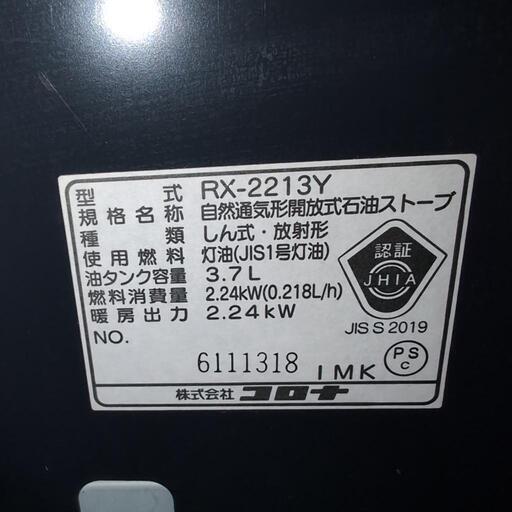 型式 RX-2213Y
規格名称 自然通気形開放式石油ストーブ
種類 しん式・放射形
使用燃料 灯油(JIS1号灯油)
油タンク容量 3.7L
燃料消費量 2.24kW(0.218L/h)
暖房出力 2.24kW
NO.
6111318 1MK
株式会社コロナ
認証
JHIA
JIS S 2019
PS
C